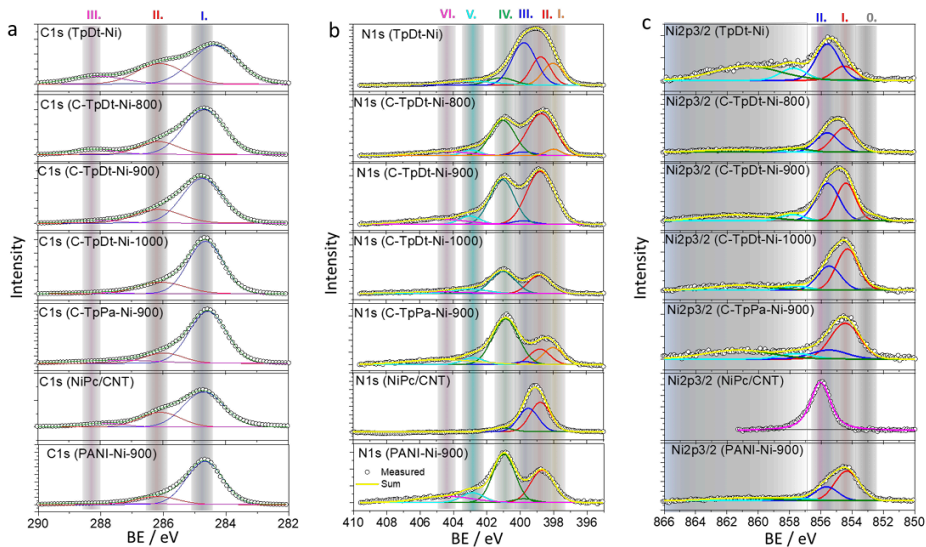 a
III.
II.
I.
C1s (TpDt-Ni)
C1s (C-TpDt-Ni-800)
C1s (C-TpDt-Ni-900)
C1s (C-TpDt-Ni-1000)
C1s (C-TpPa-Ni-900)
C1s (NiPc/CNT)
C1s (PANI-Ni-900)
Intensity
290
288
286
284
282
BE / eV
b
VI.
V.
IV.
III.
II.
I.
N1s (TpDt-Ni)
N1s (C-TpDt-Ni-800)
N1s (C-TpDt-Ni-900)
N1s (C-TpDt-Ni-1000)
N1s (C-TpPa-Ni-900)
N1s (NiPc/CNT)
N1s (PANI-Ni-900)
Measured
Sum
Intensity
410
408
406
404
402
400
398
396
BE / eV
c
II.
I.
0.
Ni2p3/2 (TpDt-Ni)
Ni2p3/2 (C-TpDt-Ni-800)
Ni2p3/2 (C-TpDt-Ni-900)
Ni2p3/2 (C-TpDt-Ni-1000)
Ni2p3/2 (C-TpPa-Ni-900)
Ni2p3/2 (NiPc/CNT)
Ni2p3/2 (PANI-Ni-900)
Intensity
866
864
862
860
858
856
854
852
850
BE / eV